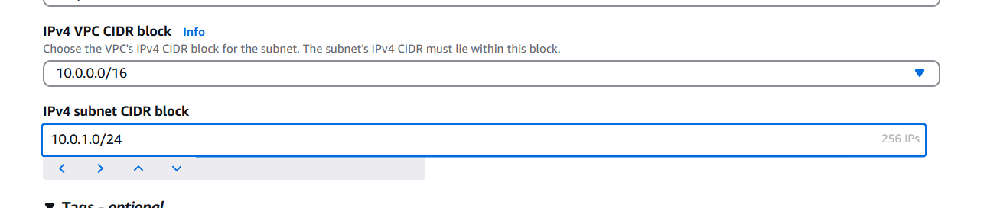 IPv4 VPC CIDR block Info
Choose the VPC's IPv4 CIDR block for the subnet. The subnet's IPv4 CIDR must lie within this block.
10.0.0.0/16
IPv4 subnet CIDR block
10.0.1.0/24 256 IPs
Tags - optional